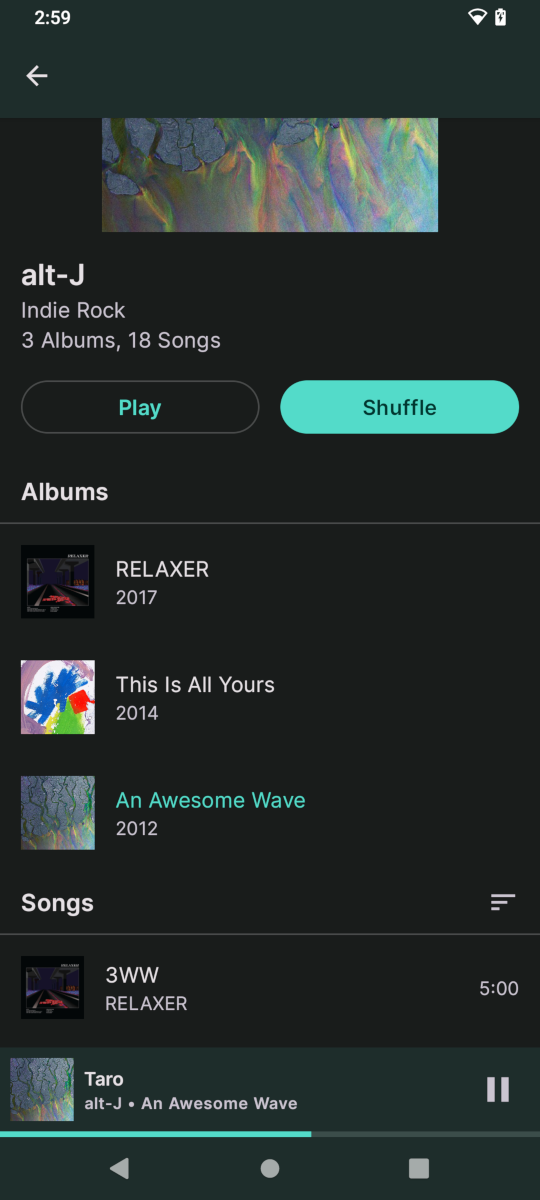 2:59
alt-J
Indie Rock
3 Albums, 18 Songs
Play
Shuffle
Albums
RELAXER
2017
This Is All Yours
2014
An Awesome Wave
2012
Songs
3WW
RELAXER
5:00
Taro
alt-J • An Awesome Wave